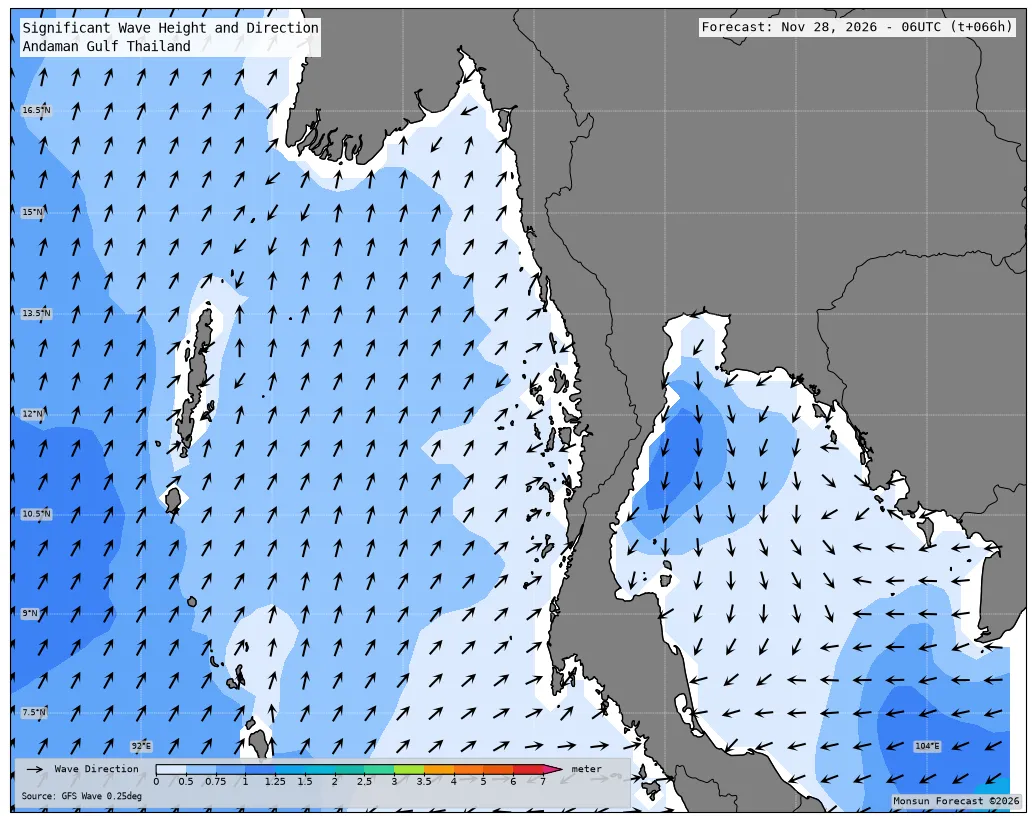 Significant Wave Height and Direction
Andaman Gulf Thailand
Forecast: Nov 28, 2026 - 06UTC (t+066h)
16.5°N
15°N
13.5°N
12°N
10.5°N
9°N
7.5°N
92°E
104°E
Wave Direction
0 0.5 0.75 1 1.25 1.5 2 2.5 3 3.5 4 5 6 7
meter
Source: GFS Wave 0.25deg
Monsun Forecast ©2026